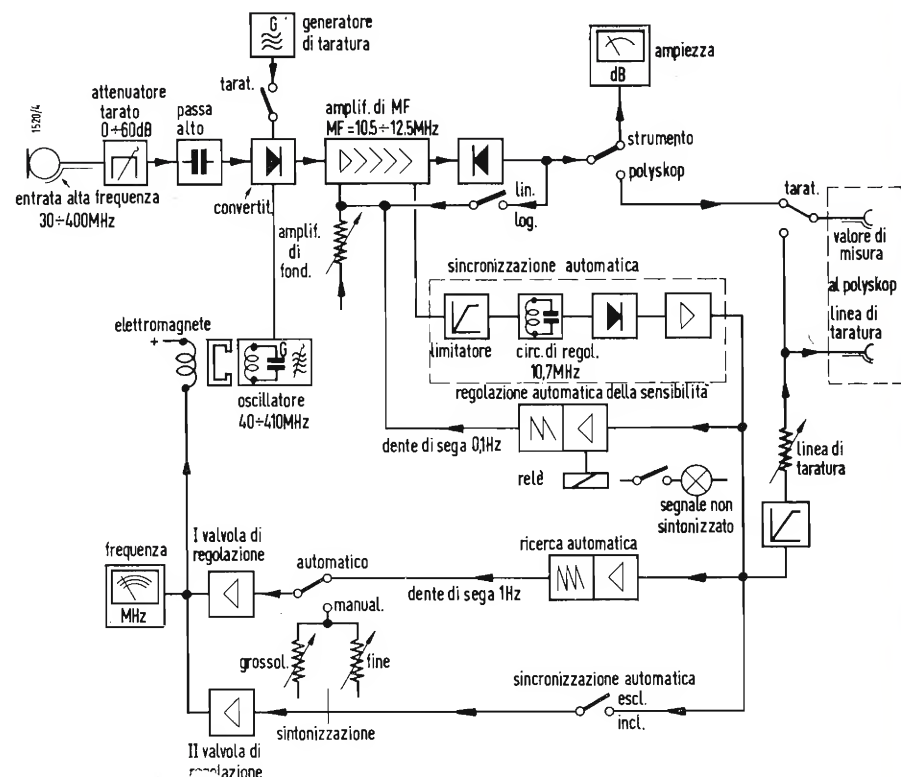 G
generatore
di taratura
ampiezza
dB
1520/4
attenuatore
tarato
0÷60dB
passa
alto
tarat.
amplif. di MF
MF=10.5÷12.5MHz
strumento
polyskop
entrata alta frequenza
30÷400MHz
convertit.
lin.
log.
tarat.
amplif.
di
fond.
valore di
misura
sincronizzazione automatica
al polyskop
elettromagnete
+
G
limitatore
circ. di regol.
10,7MHz
linea di
taratura
oscillatore
40÷410MHz
regolazione automatica della sensibilità
dente di sega 0,1Hz
linea di
taratura
relè
segnale non
sintonizzato
frequenza
MHz
I valvola di
regolazione
automatico
ricerca automatica
dente di sega 1Hz
manual.
grossol.
fine
sincronizzazione automatica
escl.
incl.
sintonizzazione
II valvola di
regolazione